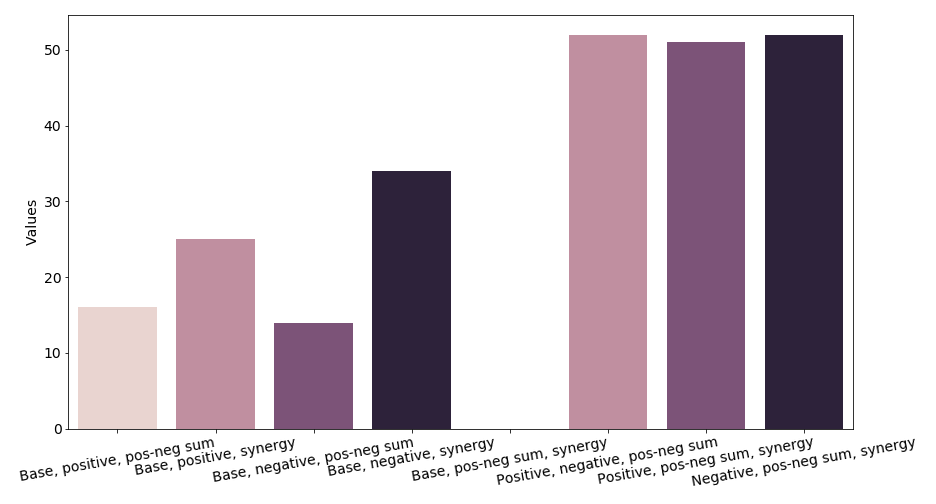 50
40
30
20
10
0
Values
Base, positive, pos-neg sum
Base, positive, synergy
Base, negative, pos-neg sum
Base, negative, synergy
Base, pos-neg sum, synergy
Positive, negative, pos-neg sum
Positive, pos-neg sum, synergy
Negative, pos-neg sum, synergy